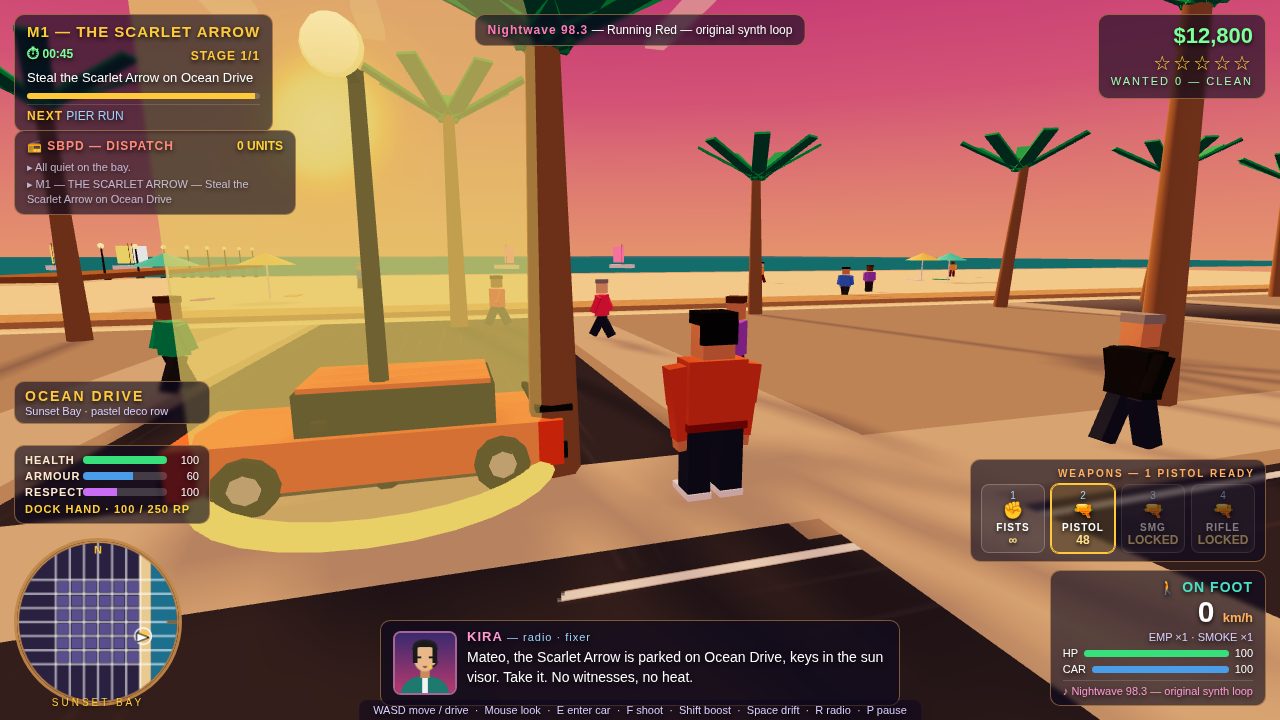 M1 — THE SCARLET ARROW
⏱ 00:45
STAGE 1/1
Steal the Scarlet Arrow on Ocean Drive
NEXT PIER RUN
📻 SBPD — DISPATCH
0 UNITS
▸ All quiet on the bay.
▸ M1 — THE SCARLET ARROW — Steal the
Scarlet Arrow on Ocean Drive
Nightwave 98.3 — Running Red — original synth loop
$12,800
☆☆☆☆☆
WANTED 0 — CLEAN
OCEAN DRIVE
Sunset Bay · pastel deco row
HEALTH 100
ARMOUR 60
RESPECT 100
DOCK HAND · 100 / 250 RP
N
SUNSET BAY
KIRA — radio · fixer
Mateo, the Scarlet Arrow is parked on Ocean Drive, keys in the sun
visor. Take it. No witnesses, no heat.
WASD move / drive · Mouse look · E enter car · F shoot · Shift boost · Space drift · R radio · P pause
WEAPONS — 1 PISTOL READY
1 2 3 4
FISTS PISTOL SMG RIFLE
∞ 48 LOCKED LOCKED
🚶 ON FOOT
0 km/h
EMP ×1 · SMOKE ×1
HP 100
CAR 100
♪ Nightwave 98.3 — original synth loop